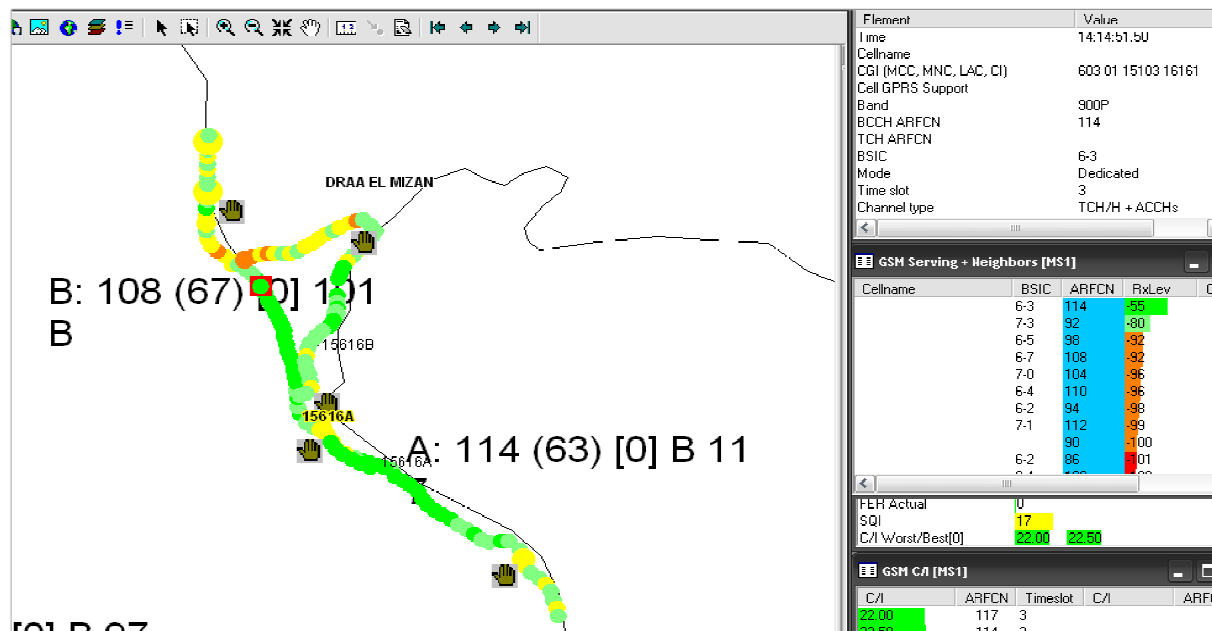 DRAA EL MIZAN
B: 108 (67) [0] 101
B
15616B
15616A
A: 114 (63) [0] B 11
15616A
7
Element Value
Time 14:14:51.50
Cellname
CGI (MCC, MNC, LAC, CI) 603 01 15103 16161
Cell GPRS Support
Band 900P
BCCH ARFCN 114
TCH ARFCN
BSIC 6-3
Mode Dedicated
Time slot 3
Channel type TCH/H + ACCHs
GSM Serving + Neighbors [MS1]
Cellname BSIC ARFCN RxLev C
6-3 114 -55
7-3 92 -80
6-5 98 -92
6-7 108 -92
7-0 104 -96
6-4 110 -96
6-2 94 -98
7-1 112 -99
90 -100
6-2 86 -101
FER Actual 0
SQI 17
C/I Worst/Best[0] 22.00 22.50
GSM C/I [MS1]
C/I ARFCN Timeslot C/I ARF
22.00 117 3
22.50 114 3